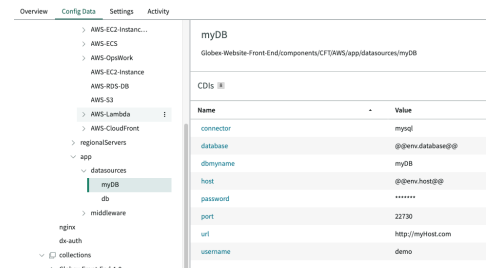 Overview Config Data Settings Activity
AWS-EC2-Instanc...
AWS-ECS
AWS-OpsWork
AWS-EC2-Instance
AWS-RDS-DB
AWS-S3
AWS-Lambda
AWS-CloudFront
regionalServers
app
datasources
myDB
db
middleware
nginx
dx-auth
collections
myDB
Globex-Website-Front-End/components/CFT/AWS/app/datasources/myDB
CDIs 8
Name Value
connector mysql
database @@env.database@@
dbmyname myDB
host @@env.host@@
password *******
port 22730
url http://myHost.com
username demo